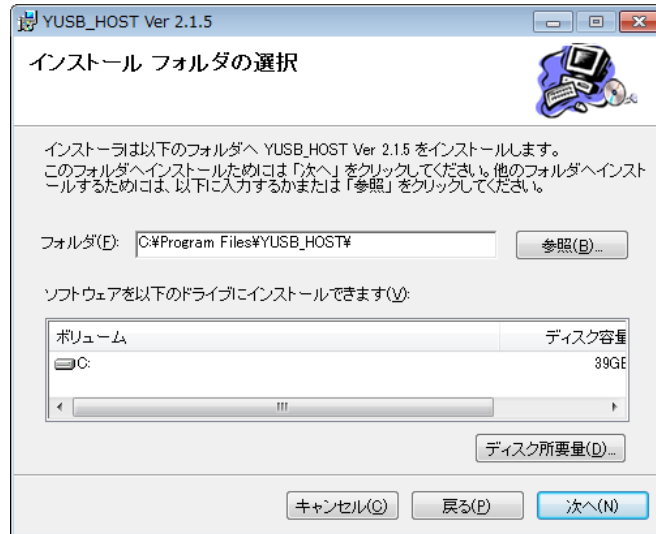 YUSB_HOST Ver 2.1.5
インストール フォルダの選択
インストーラは以下のフォルダへ YUSB_HOST Ver 2.1.5 をインストールします。
このフォルダへインストールためには「次へ」をクリックしてください。他のフォルダへインスト
ールするためには、以下に入力するかまたは「参照」をクリックしてください。
フォルダ(F): C:¥Program Files¥YUSB_HOST¥ 参照(B)...
ソフトウェアを以下のドライブにインストールできます(V):
ボリューム ディスク容量
C: 39GB
ディスク所要量(D)...
キャンセル(C) 戻る(P) 次へ(N)